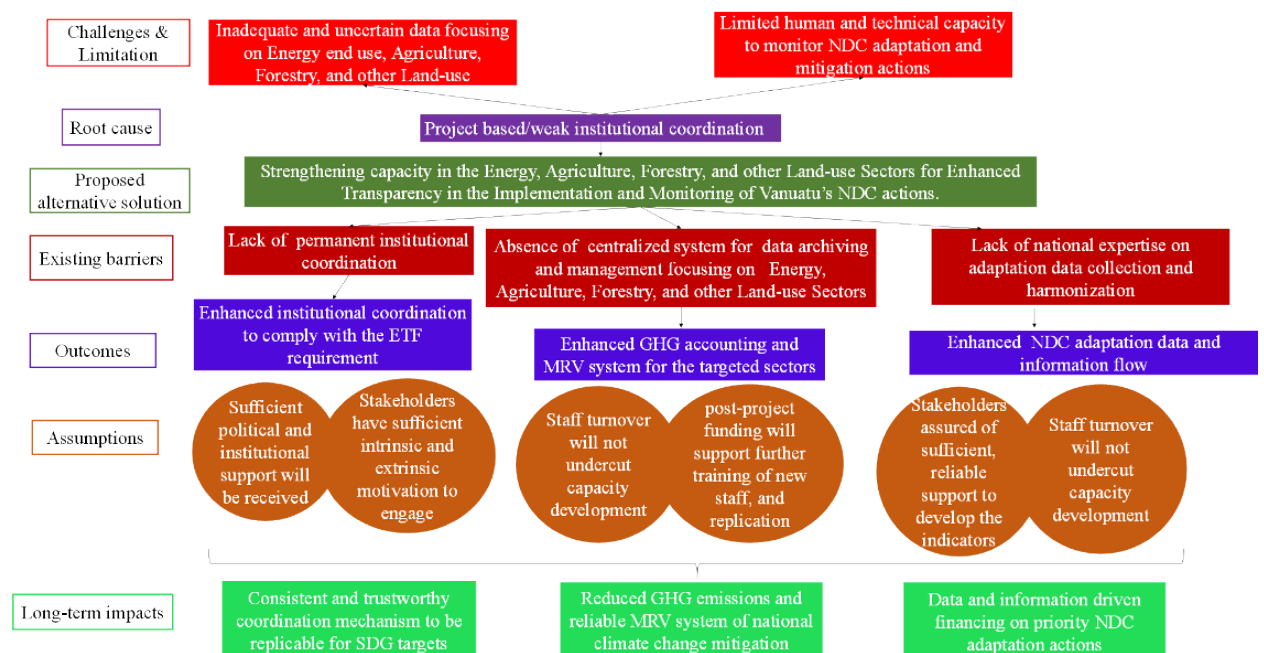 Challenges &
Limitation
Inadequate and uncertain data focusing
on Energy end use, Agriculture,
Forestry, and other Land-use
Limited human and technical capacity
to monitor NDC adaptation and
mitigation actions
Root cause
Project based/weak institutional coordination
Proposed
alternative solution
Strengthening capacity in the Energy, Agriculture, Forestry, and other Land-use Sectors for Enhanced
Transparency in the Implementation and Monitoring of Vanuatu's NDC actions.
Existing barriers
Lack of permanent institutional
coordination
Absence of centralized system for data archiving
and management focusing on Energy,
Agriculture, Forestry, and other Land-use Sectors
Lack of national expertise on
adaptation data collection and
harmonization
Outcomes
Enhanced institutional coordination
to comply with the ETF
requirement
Enhanced GHG accounting and
MRV system for the targeted sectors
Enhanced NDC adaptation data and
information flow
Assumptions
Sufficient
political and
institutional
support will
be received
Stakeholders
have sufficient
intrinsic and
extrinsic
motivation to
engage
Staff turnover
will not
undercut
capacity
development
post-project
funding will
support further
training of new
staff, and
replication
Stakeholders
assured of
sufficient,
reliable
support to
develop the
indicators
Staff turnover
will not
undercut
capacity
development
Long-term impacts
Consistent and trustworthy
coordination mechanism to be
replicable for SDG targets
Reduced GHG emissions and
reliable MRV system of national
climate change mitigation
Data and information driven
financing on priority NDC
adaptation actions